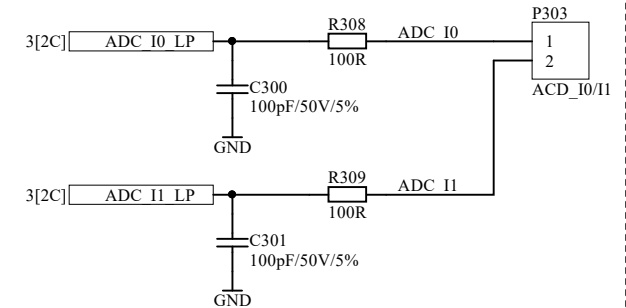 P303
R308
3[2C] ADC_I0_LP
ADC_I0
1
100R
2
C300
100pF/50V/5%
ACD_I0/I1
GND
R309
3[2C] ADC_I1_LP
ADC_I1
100R
C301
100pF/50V/5%
GND